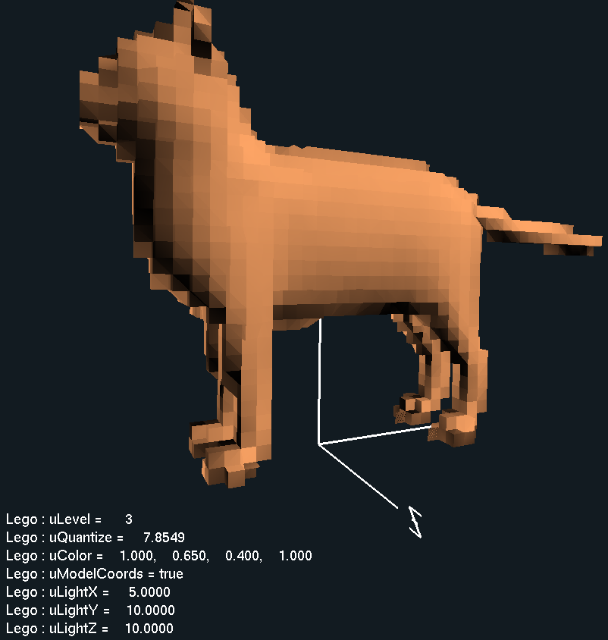 Z
Lego : uLevel = 3
Lego : uQuantize = 7.8549
Lego : uColor = 1.000, 0.650, 0.400, 1.000
Lego : uModelCoords = true
Lego : uLightX = 5.0000
Lego : uLightY = 10.0000
Lego : uLightZ = 10.0000